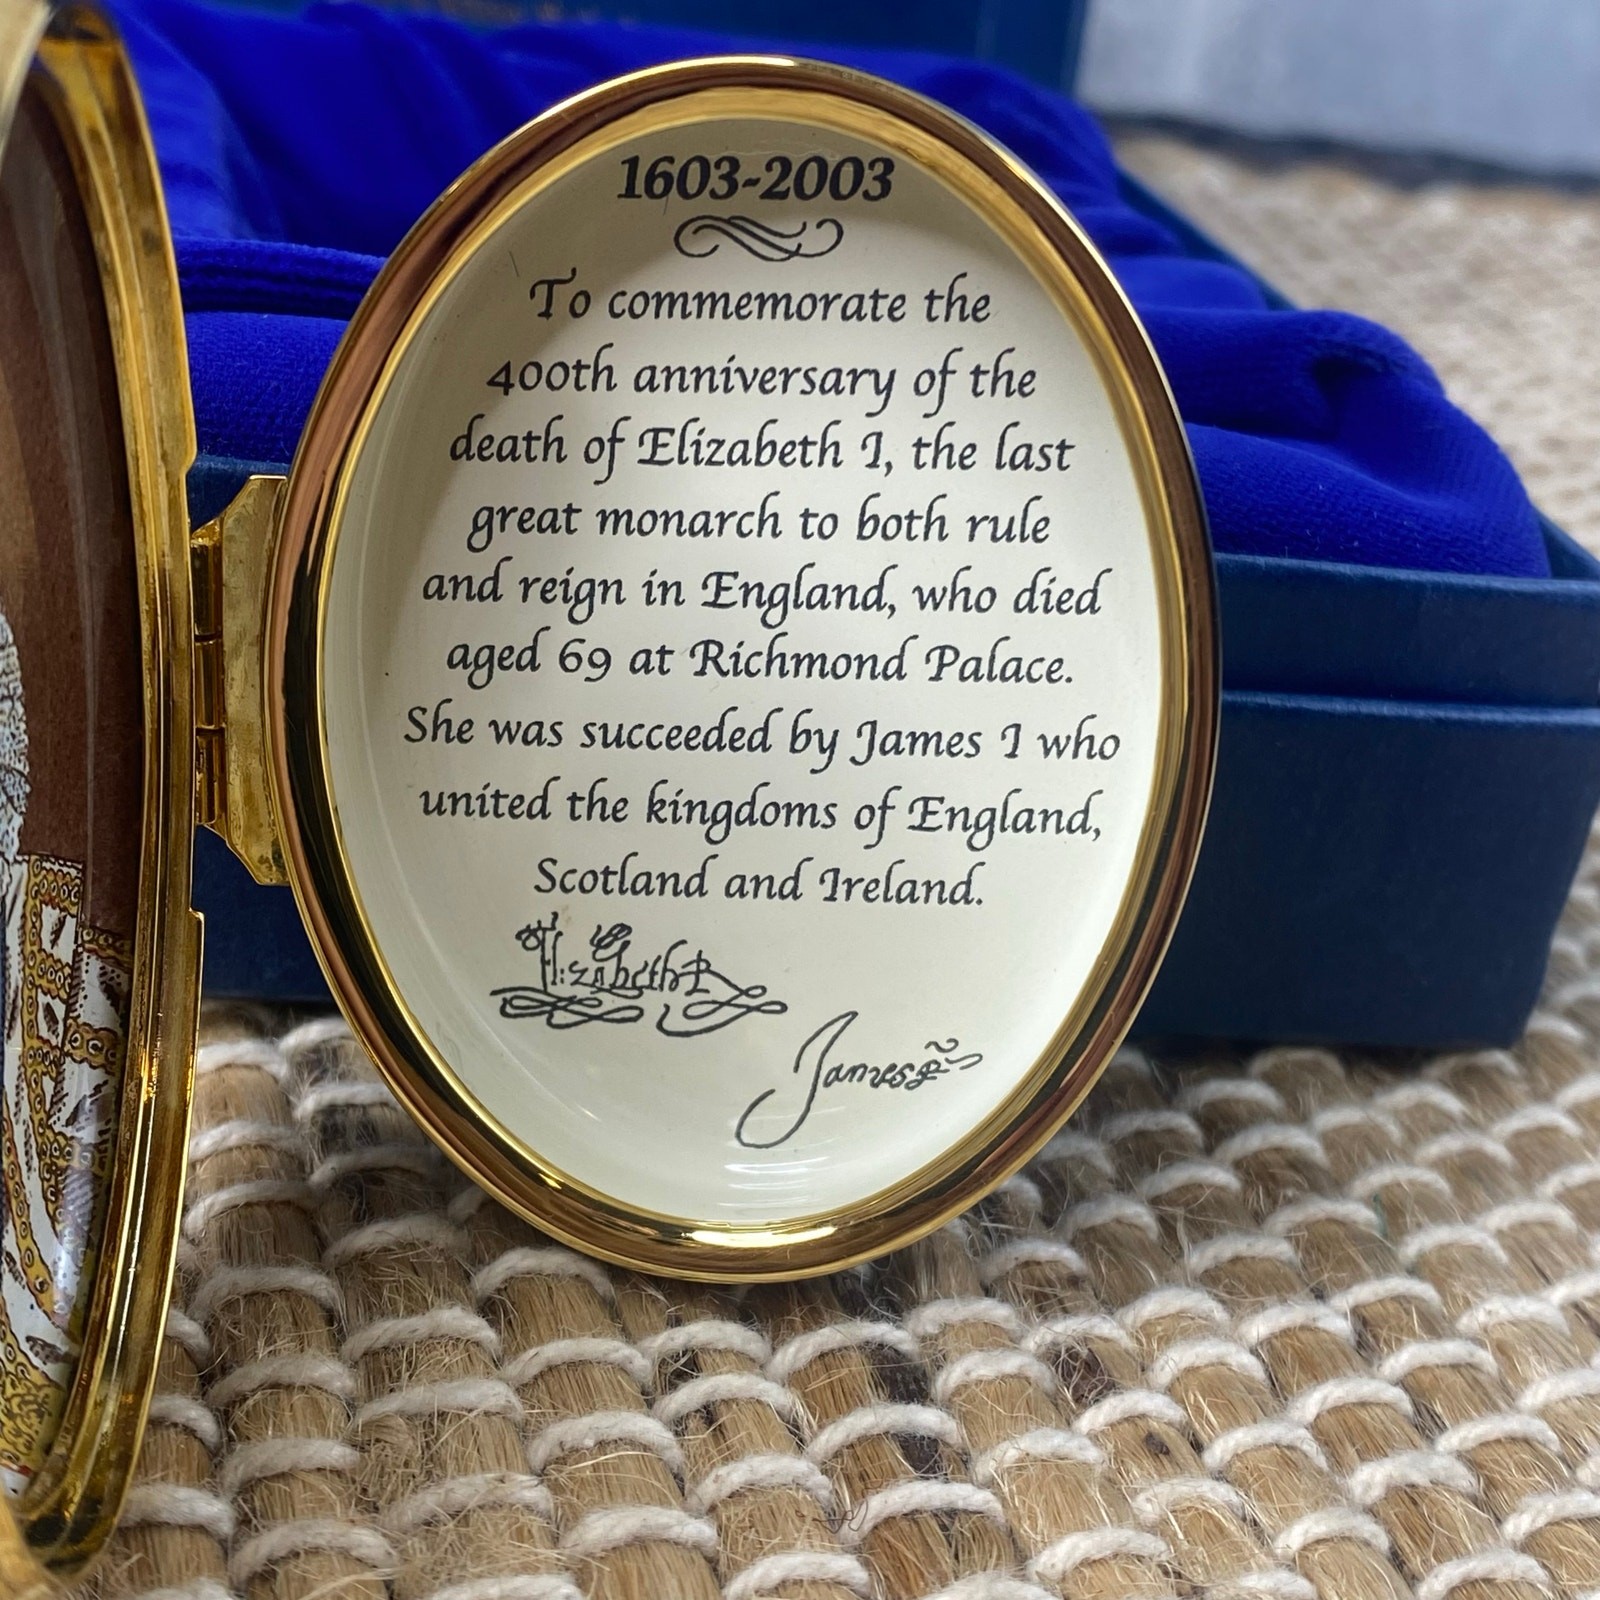 1603-2003
To commemorate the
400th anniversary of the
death of Elizabeth I, the last
great monarch to both rule
and reign in England, who died
aged 69 at Richmond Palace.
She was succeeded by James I who
united the kingdoms of England,
Scotland and Ireland.
Elizabeth R
James R